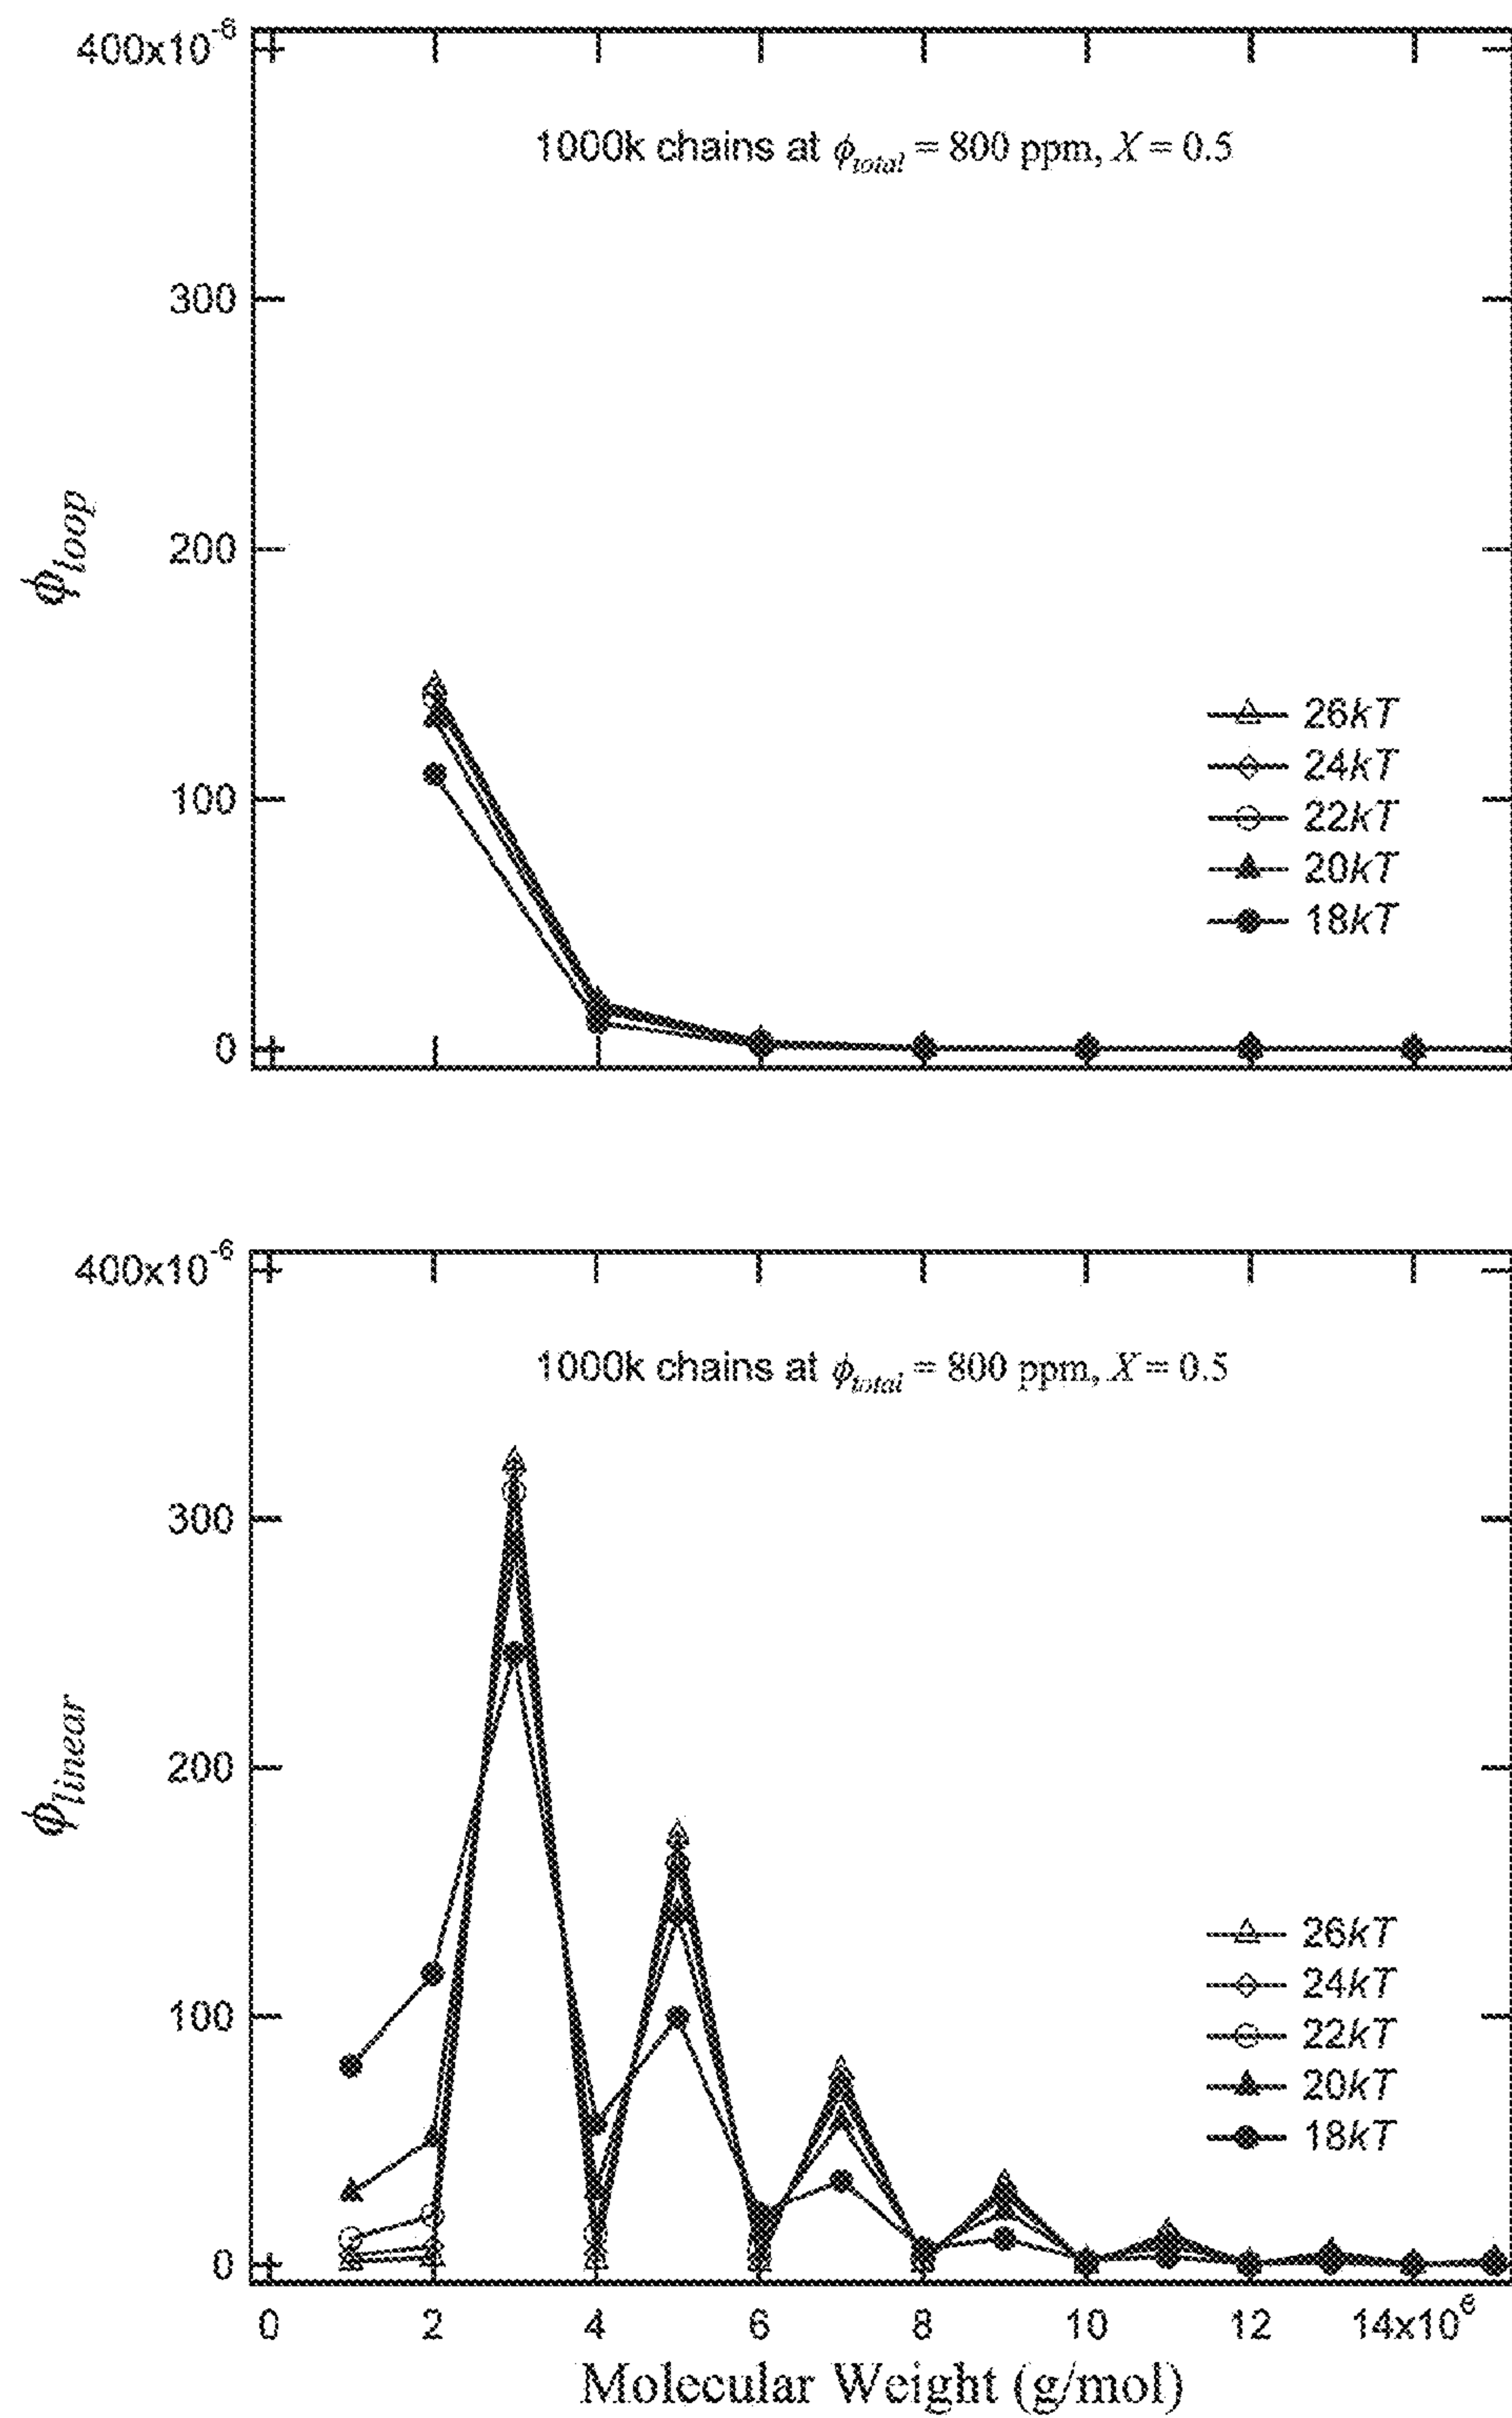 400x10⁻⁶
1000k chains at ϕtotal = 800 ppm, X = 0.5
300
200
100
0
ϕloop
26kT
24kT
22kT
20kT
18kT
400x10⁻⁶
1000k chains at ϕtotal = 800 ppm, X = 0.5
300
200
100
0
ϕlinear
26kT
24kT
22kT
20kT
18kT
0 2 4 6 8 10 12 14x10⁶
Molecular Weight (g/mol)